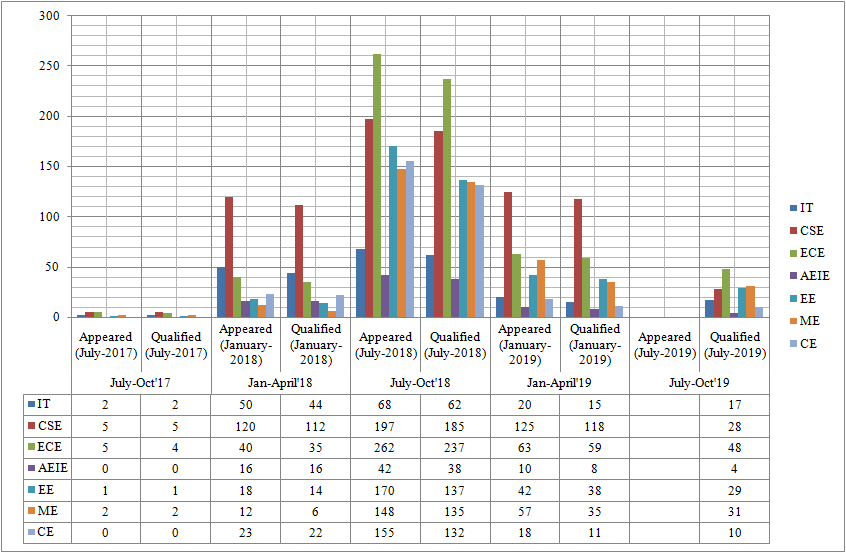 300
250
200
150
100
50
0
IT
CSE
ECE
AEIE
EE
ME
CE
Appeared (July-2017)
Qualified (July-2017)
Appeared (January-2018)
Qualified (January-2018)
Appeared (July-2018)
Qualified (July-2018)
Appeared (January-2019)
Qualified (January-2019)
Appeared (July-2019)
Qualified (July-2019)
July-Oct'17 Jan-April'18 July-Oct'18 Jan-April'19 July-Oct'19
IT 2 2 50 44 68 62 20 15 17
CSE 5 5 120 112 197 185 125 118 28
ECE 5 4 40 35 262 237 63 59 48
AEIE 0 0 16 16 42 38 10 8 4
EE 1 1 18 14 170 137 42 38 29
ME 2 2 12 6 148 135 57 35 31
CE 0 0 23 22 155 132 18 11 10